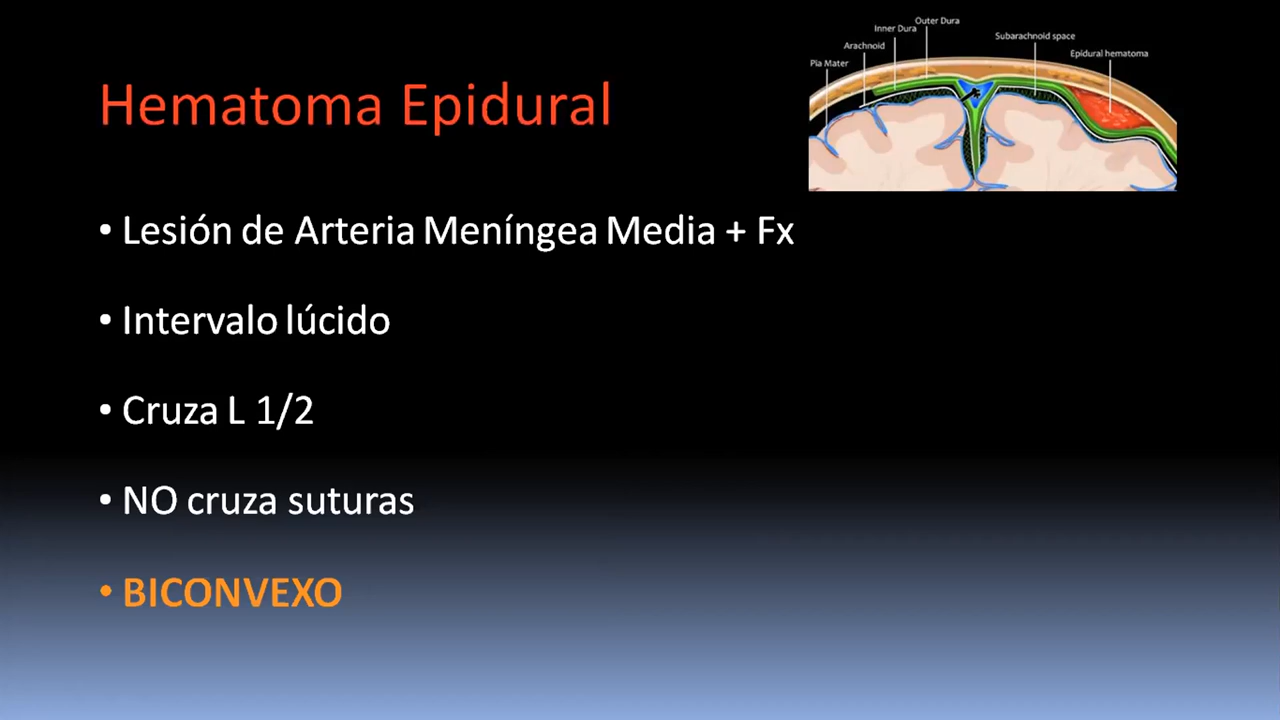 Hematoma Epidural
Outer Dura
Inner Dura
Subarachnoid space
Arachnoid
Epidural hematoma
Pia Mater
• Lesión de Arteria Meníngea Media + Fx
• Intervalo lúcido
• Cruza L 1/2
• NO cruza suturas
• BICONVEXO